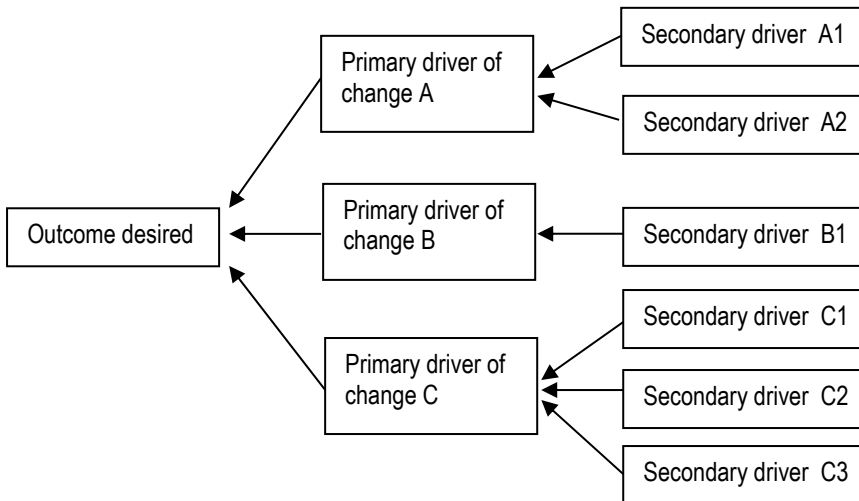 Primary driver of
change A
Secondary driver A1
Secondary driver A2
Outcome desired
Primary driver of
change B
Secondary driver B1
Primary driver of
change C
Secondary driver C1
Secondary driver C2
Secondary driver C3